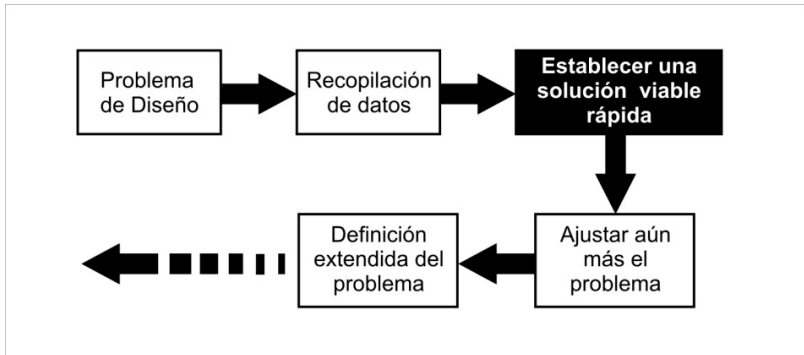 Problema
de Diseño
Recopilación
de datos
Establecer una
solución viable
rápida
Ajustar aún
más el
problema
Definición
extendida del
problema